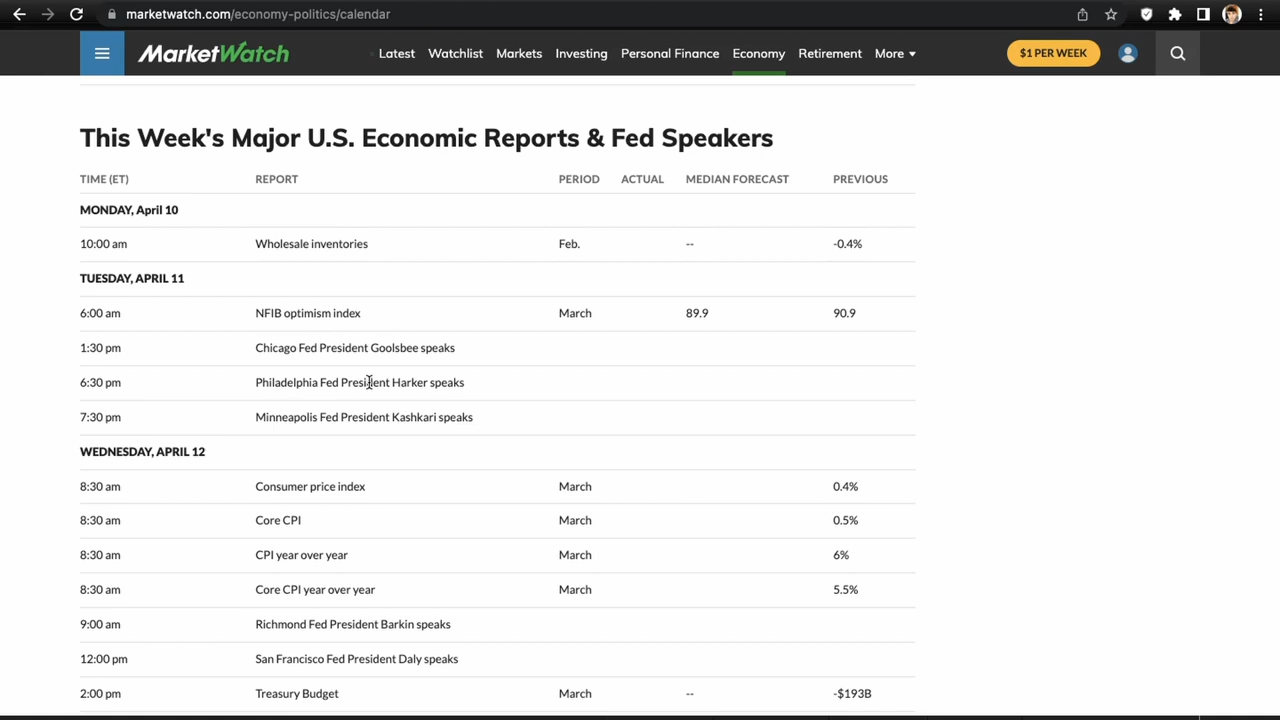 marketwatch.com/economy-politics/calendar
MarketWatch Latest Watchlist Markets Investing Personal Finance Economy Retirement More $1 PER WEEK
This Week's Major U.S. Economic Reports & Fed Speakers
TIME (ET) REPORT PERIOD ACTUAL MEDIAN FORECAST PREVIOUS
MONDAY, April 10
10:00 am Wholesale inventories Feb. -- -0.4%
TUESDAY, APRIL 11
6:00 am NFIB optimism index March 89.9 90.9
1:30 pm Chicago Fed President Goolsbee speaks
6:30 pm Philadelphia Fed President Harker speaks
7:30 pm Minneapolis Fed President Kashkari speaks
WEDNESDAY, APRIL 12
8:30 am Consumer price index March 0.4%
8:30 am Core CPI March 0.5%
8:30 am CPI year over year March 6%
8:30 am Core CPI year over year March 5.5%
9:00 am Richmond Fed President Barkin speaks
12:00 pm San Francisco Fed President Daly speaks
2:00 pm Treasury Budget March -- -$193B